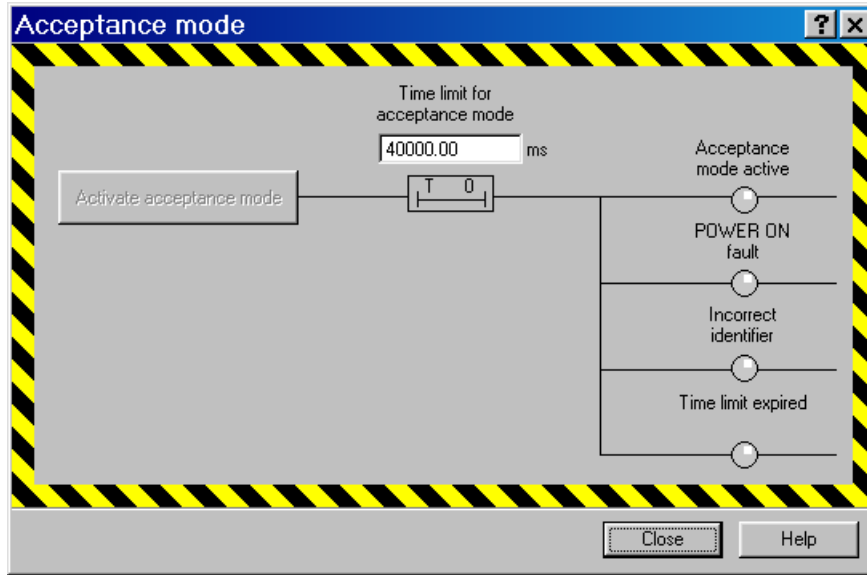 Acceptance mode
Time limit for
acceptance mode
40000.00 ms
Activate acceptance mode
T 0
Acceptance
mode active
POWER ON
fault
Incorrect
identifier
Time limit expired
Close
Help